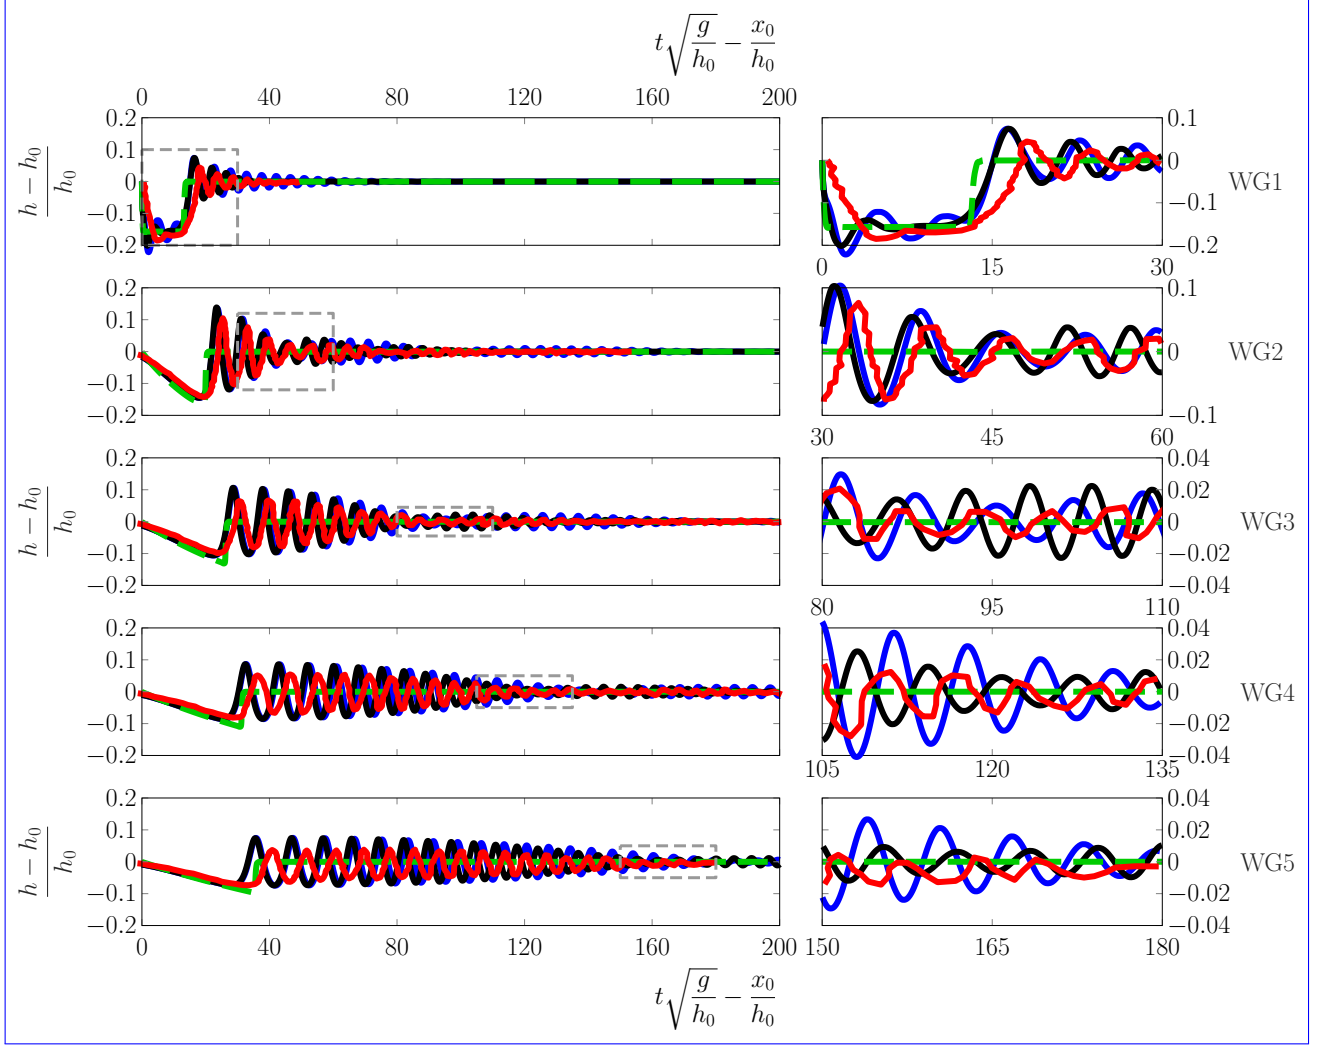 t√(g/h₀) − x₀/h₀
0 40 80 120 160 200
0.2 0.1 0 −0.1 −0.2
(h − h₀)/h₀
0.1 0 −0.1 −0.2
WG1
0 15 30
0.2 0.1 0 −0.1 −0.2
0.1 0 −0.1
WG2
30 45 60
0.2 0.1 0 −0.1 −0.2
(h − h₀)/h₀
0.04 0.02 0 −0.02 −0.04
WG3
80 95 110
0.2 0.1 0 −0.1 −0.2
0.04 0.02 0 −0.02 −0.04
WG4
105 120 135
0.2 0.1 0 −0.1 −0.2
(h − h₀)/h₀
0.04 0.02 0 −0.02 −0.04
WG5
0 40 80 120 160 200 150 165 180
t√(g/h₀) − x₀/h₀